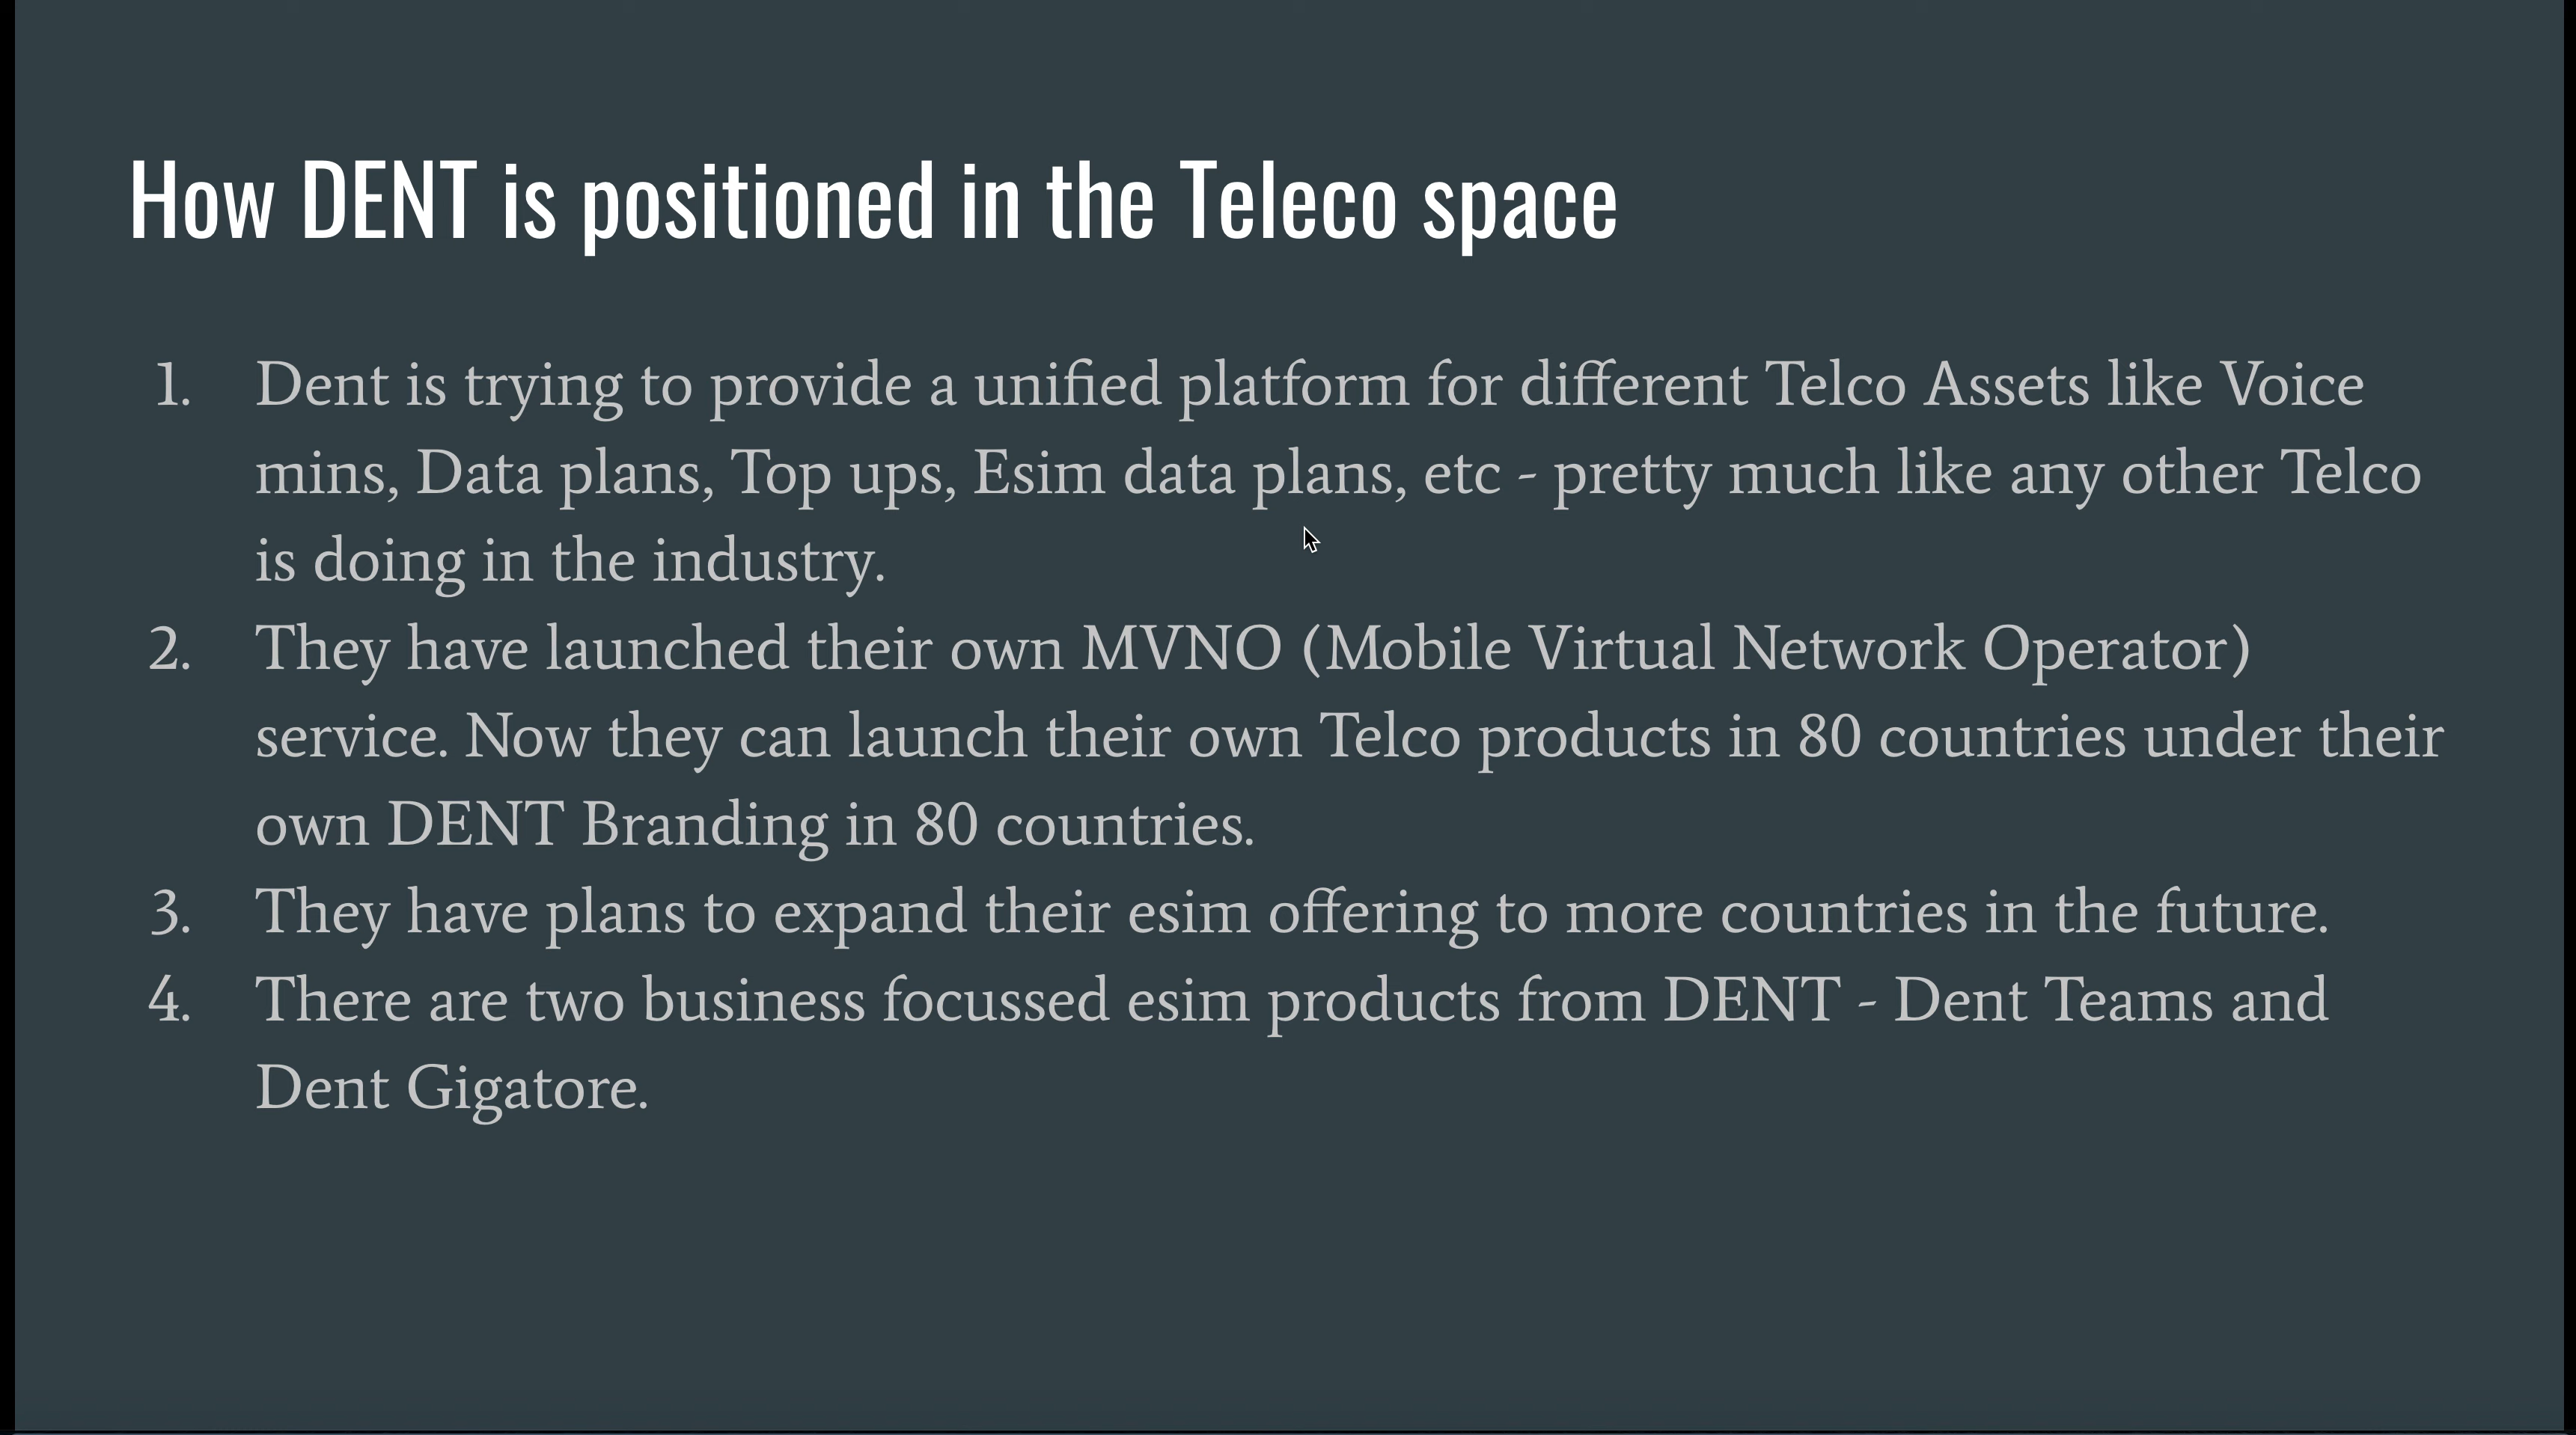 How DENT is positioned in the Teleco space
1. Dent is trying to provide a unified platform for different Telco Assets like Voice
mins, Data plans, Top ups, Esim data plans, etc - pretty much like any other Telco
is doing in the industry.
2. They have launched their own MVNO (Mobile Virtual Network Operator)
service. Now they can launch their own Telco products in 80 countries under their
own DENT Branding in 80 countries.
3. They have plans to expand their esim offering to more countries in the future.
4. There are two business focussed esim products from DENT - Dent Teams and
Dent Gigatore.